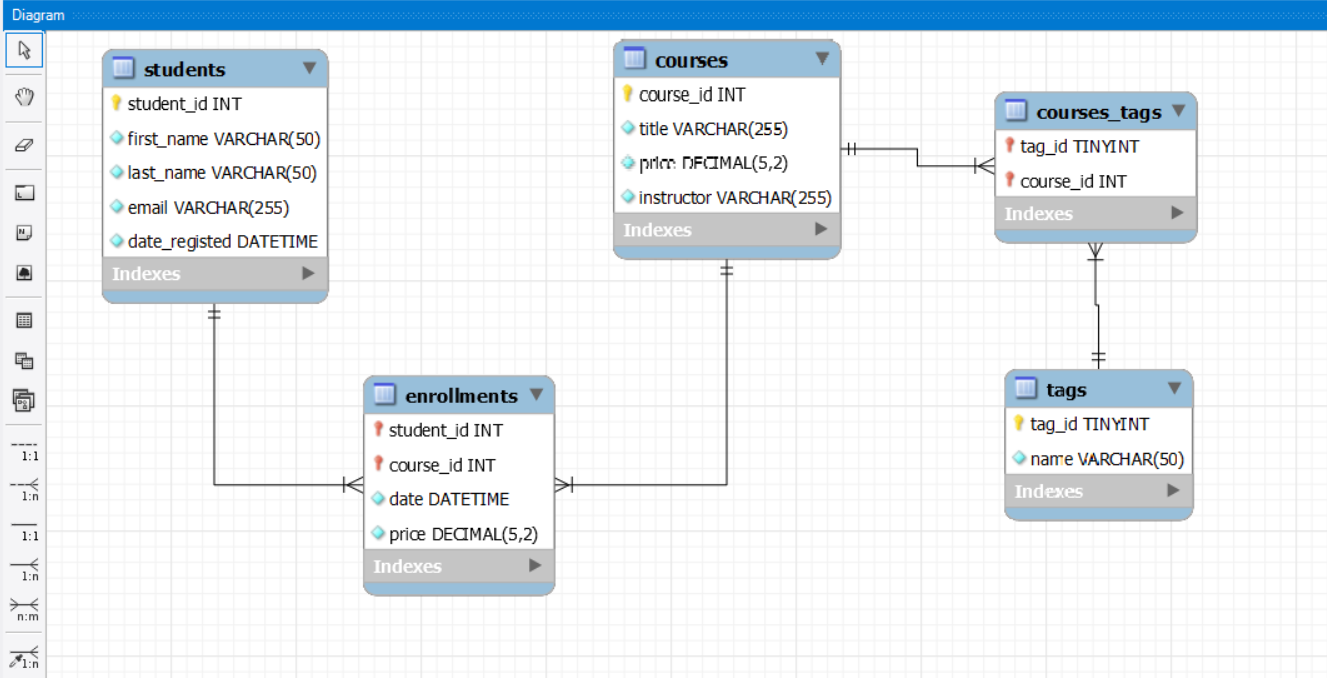 Diagram
students
student_id INT
first_name VARCHAR(50)
last_name VARCHAR(50)
email VARCHAR(255)
date_registed DATETIME
Indexes
courses
course_id INT
title VARCHAR(255)
price DECIMAL(5,2)
instructor VARCHAR(255)
Indexes
courses_tags
tag_id TINYINT
course_id INT
Indexes
enrollments
student_id INT
course_id INT
date DATETIME
price DECIMAL(5,2)
Indexes
tags
tag_id TINYINT
name VARCHAR(50)
Indexes
1:1
1:n
1:1
1:n
n:m
1:n